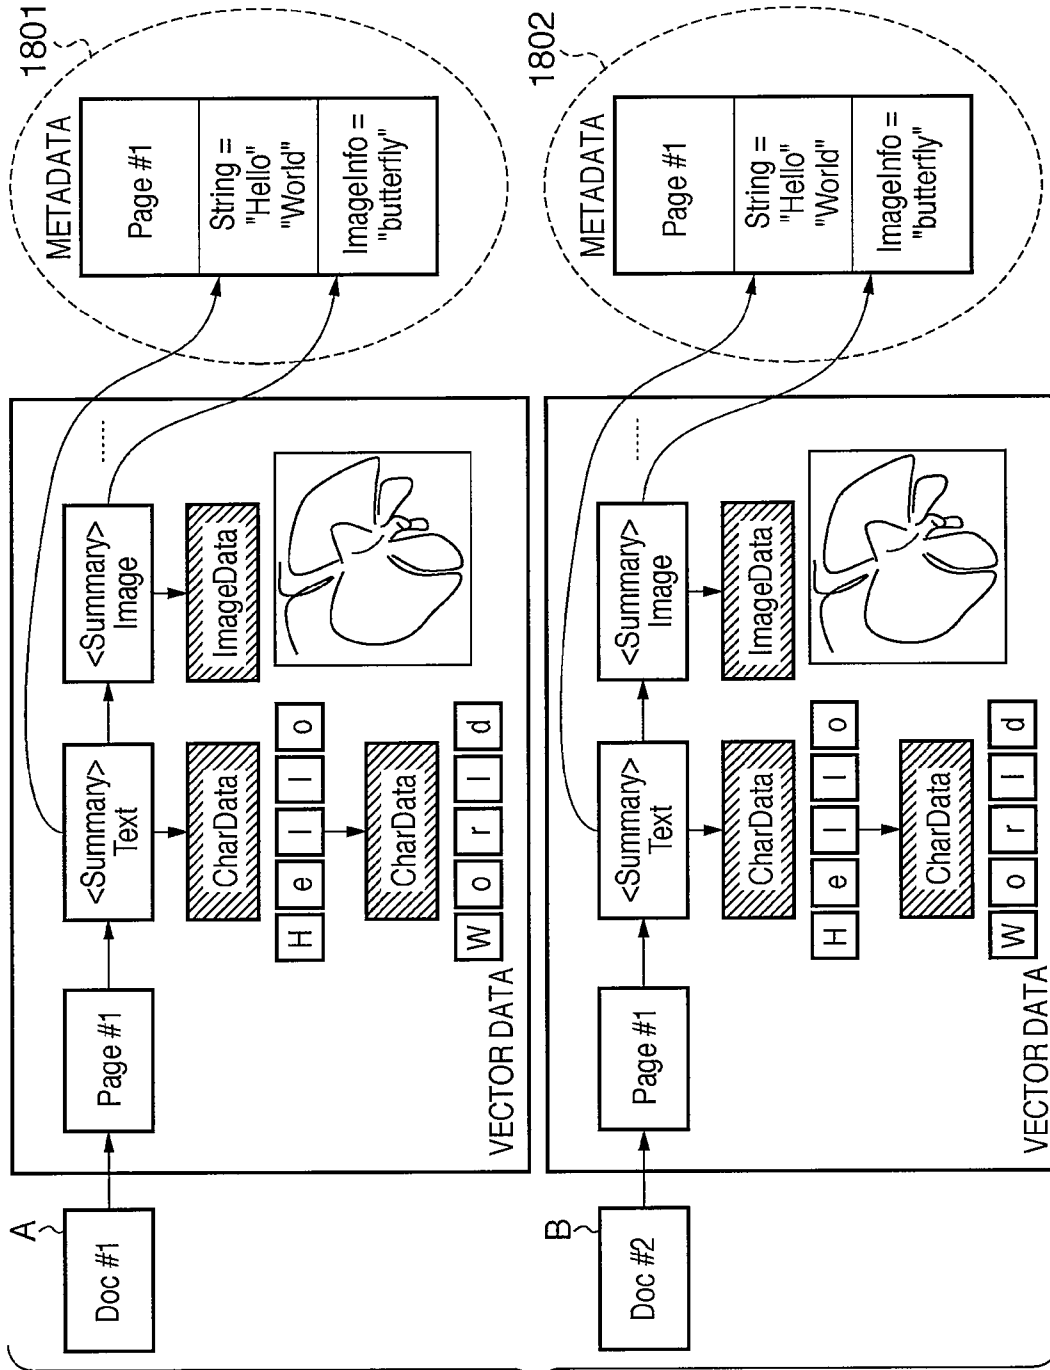 A
Doc #1
Page #1
<Summary>
Text
<Summary>
Image
......
CharData
ImageData
H e l l o
CharData
W o r l d
VECTOR DATA
METADATA
1801
Page #1
String =
"Hello"
"World"
ImageInfo =
"butterfly"
B
Doc #2
Page #1
<Summary>
Text
<Summary>
Image
......
CharData
ImageData
H e l l o
CharData
W o r l d
VECTOR DATA
METADATA
1802
Page #1
String =
"Hello"
"World"
ImageInfo =
"butterfly"